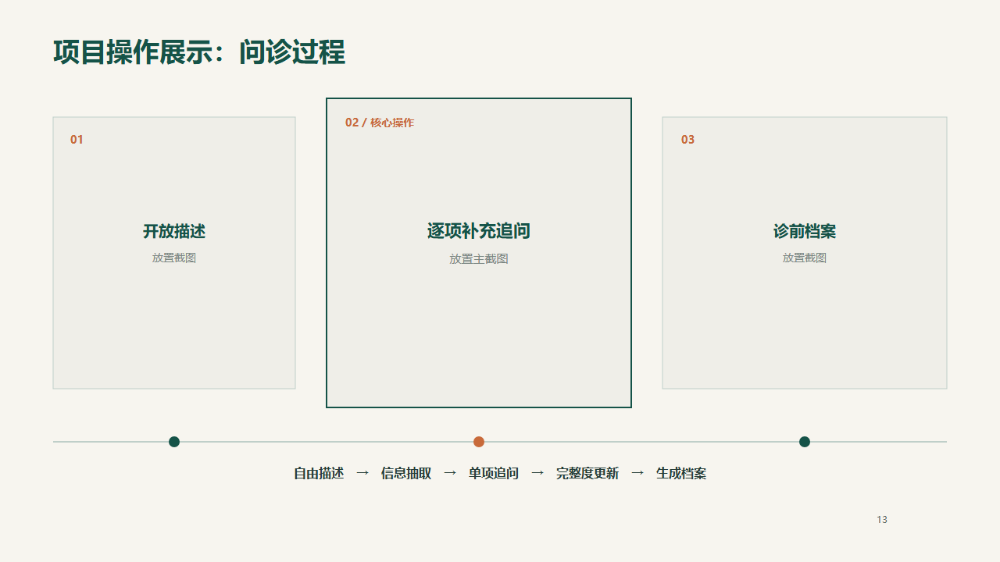 项目操作展示：问诊过程
01
开放描述
放置截图
02 / 核心操作
逐项补充追问
放置主截图
03
诊前档案
放置截图
自由描述 → 信息抽取 → 单项追问 → 完整度更新 → 生成档案
13